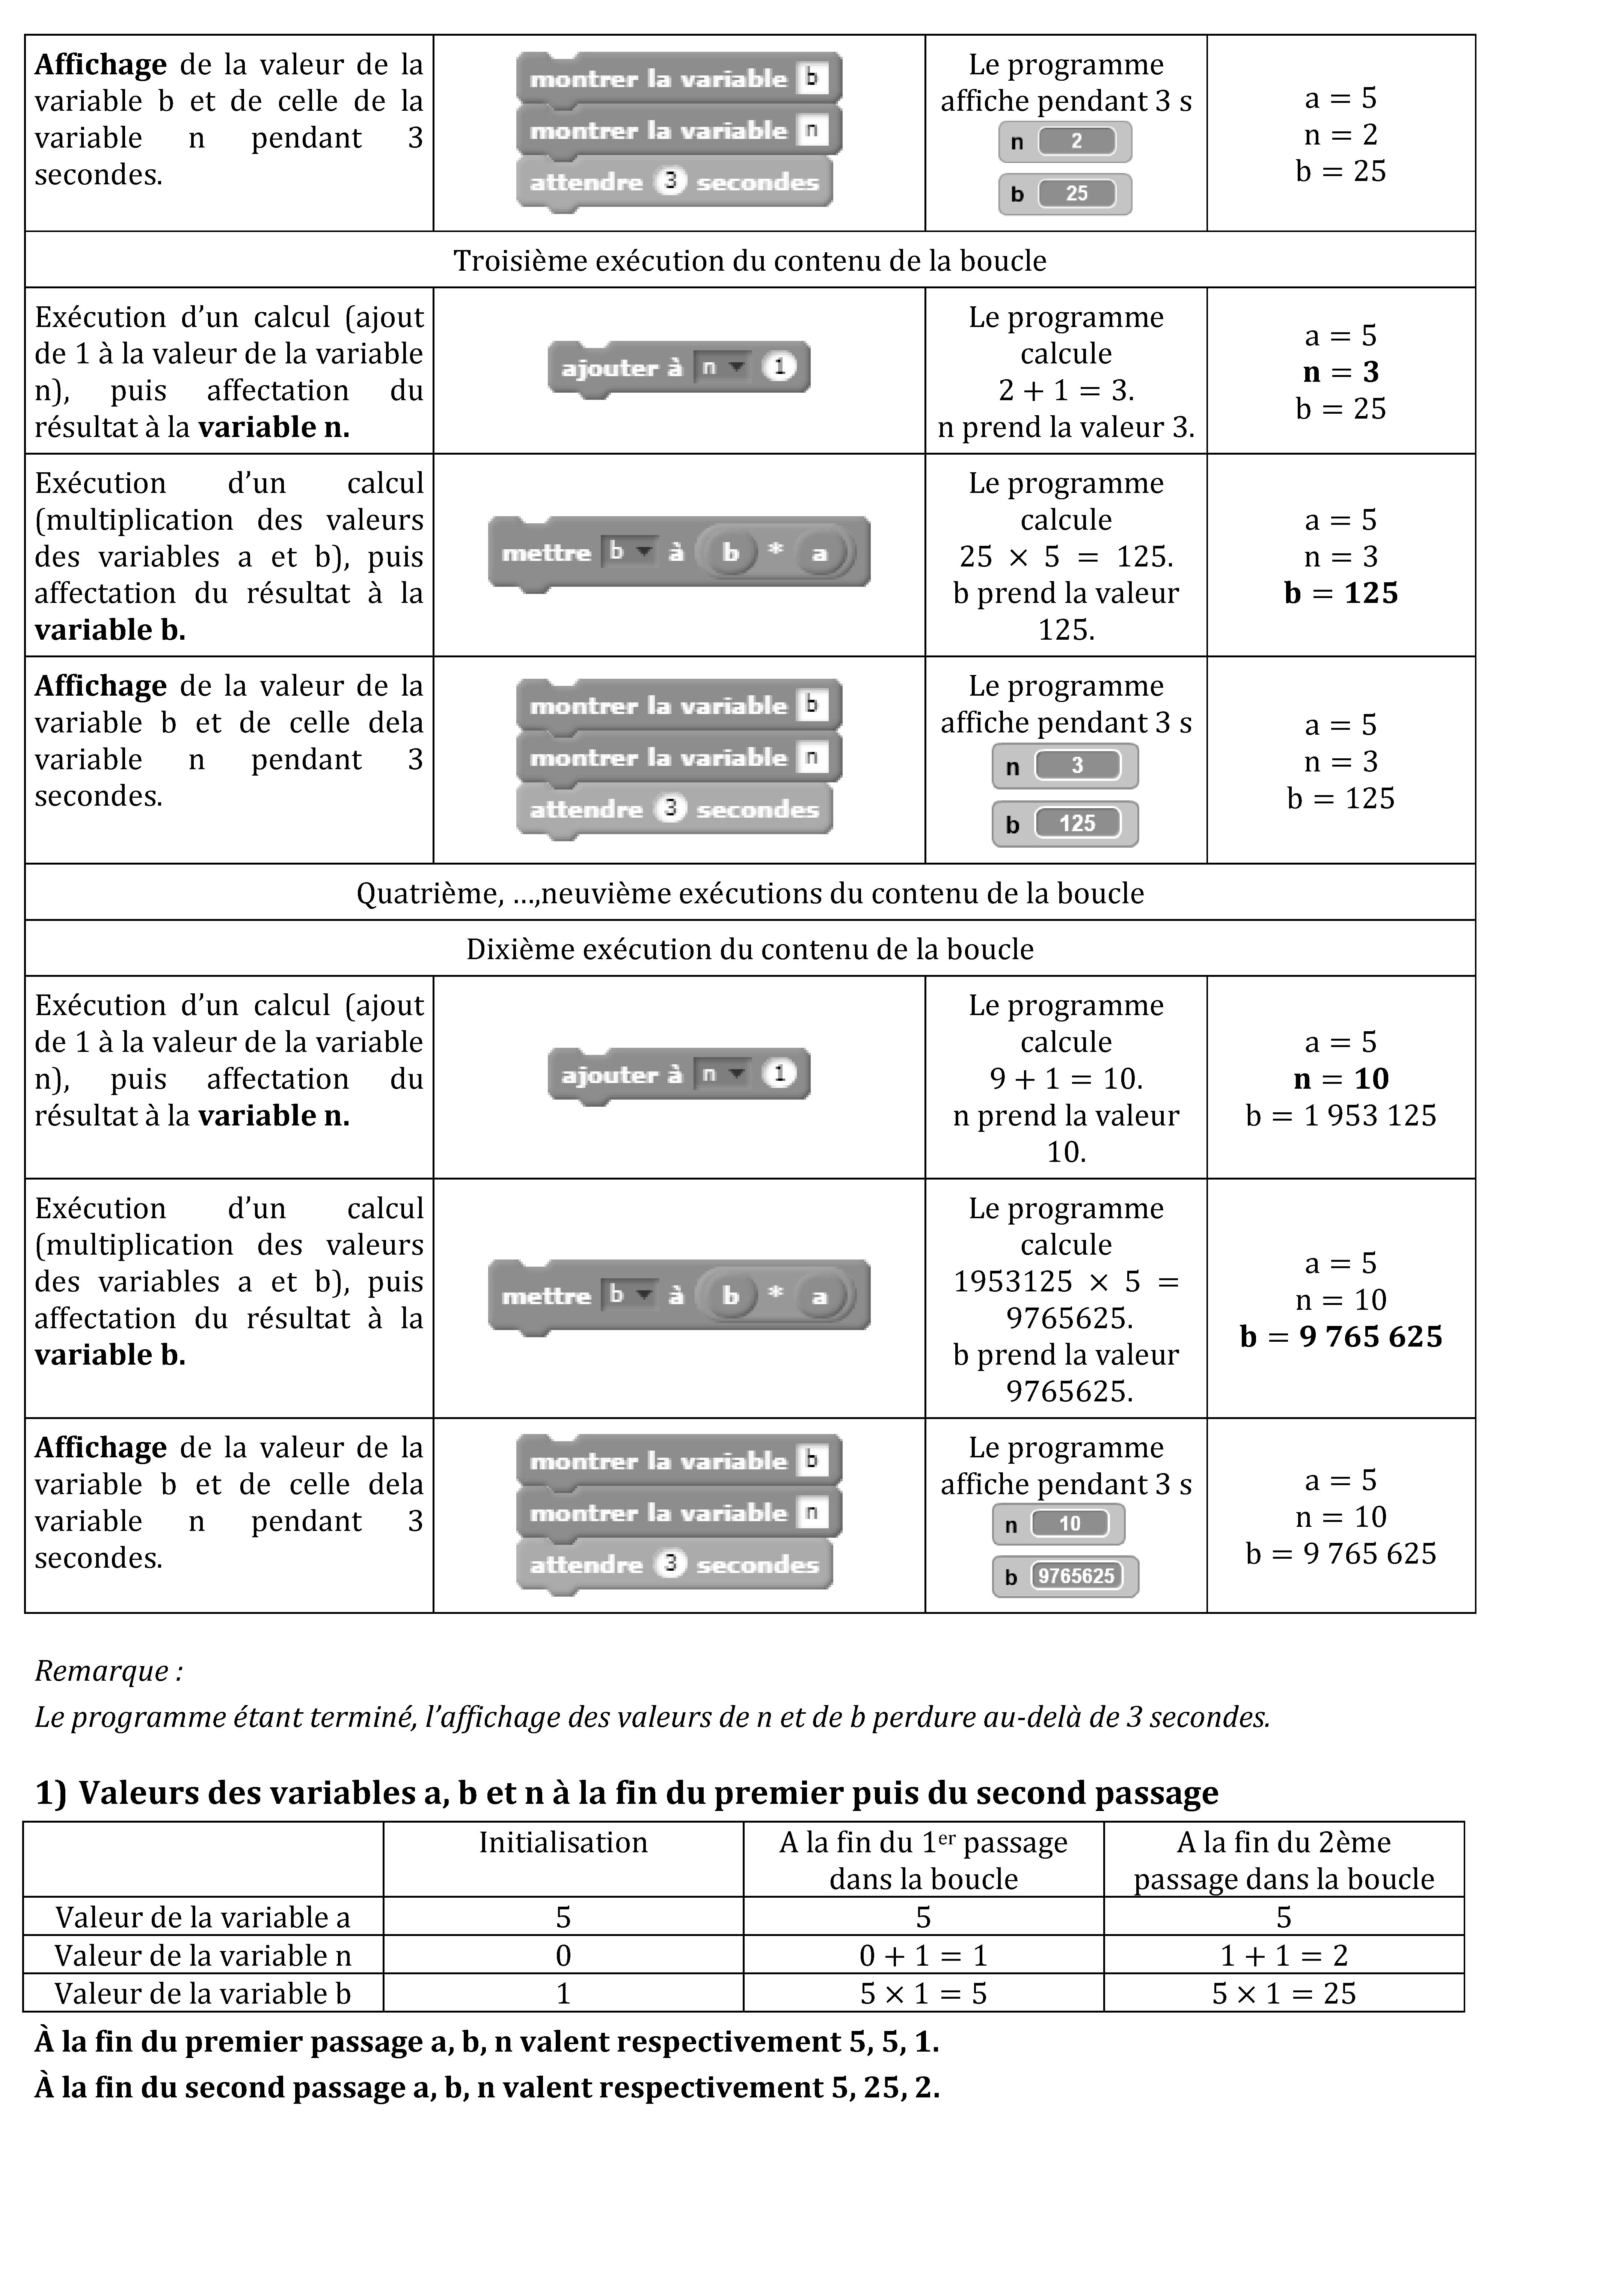 Affichage de la valeur de la
variable b et de celle de la
variable n pendant 3
secondes.
montrer la variable b
montrer la variable n
attendre 3 secondes
Le programme
affiche pendant 3 s
n 2
b 25
a = 5
n = 2
b = 25
Troisième exécution du contenu de la boucle
Exécution d’un calcul (ajout
de 1 à la valeur de la variable
n), puis affectation du
résultat à la variable n.
ajouter à n 1
Le programme
calcule
2 + 1 = 3.
n prend la valeur 3.
a = 5
n = 3
b = 25
Exécution d’un calcul
(multiplication des valeurs
des variables a et b), puis
affectation du résultat à la
variable b.
mettre b à b * a
Le programme
calcule
25 × 5 = 125.
b prend la valeur
125.
a = 5
n = 3
b = 125
Affichage de la valeur de la
variable b et de celle dela
variable n pendant 3
secondes.
montrer la variable b
montrer la variable n
attendre 3 secondes
Le programme
affiche pendant 3 s
n 3
b 125
a = 5
n = 3
b = 125
Quatrième, …,neuvième exécutions du contenu de la boucle
Dixième exécution du contenu de la boucle
Exécution d’un calcul (ajout
de 1 à la valeur de la variable
n), puis affectation du
résultat à la variable n.
ajouter à n 1
Le programme
calcule
9 + 1 = 10.
n prend la valeur
10.
a = 5
n = 10
b = 1 953 125
Exécution d’un calcul
(multiplication des valeurs
des variables a et b), puis
affectation du résultat à la
variable b.
mettre b à b * a
Le programme
calcule
1953125 × 5 =
9765625.
b prend la valeur
9765625.
a = 5
n = 10
b = 9 765 625
Affichage de la valeur de la
variable b et de celle dela
variable n pendant 3
secondes.
montrer la variable b
montrer la variable n
attendre 3 secondes
Le programme
affiche pendant 3 s
n 10
b 9765625
a = 5
n = 10
b = 9 765 625
Remarque :
Le programme étant terminé, l’affichage des valeurs de n et de b perdure au-delà de 3 secondes.
1) Valeurs des variables a, b et n à la fin du premier puis du second passage
Initialisation
A la fin du 1er passage
dans la boucle
A la fin du 2ème
passage dans la boucle
Valeur de la variable a 5 5 5
Valeur de la variable n 0 0 + 1 = 1 1 + 1 = 2
Valeur de la variable b 1 5 × 1 = 5 5 × 1 = 25
À la fin du premier passage a, b, n valent respectivement 5, 5, 1.
À la fin du second passage a, b, n valent respectivement 5, 25, 2.